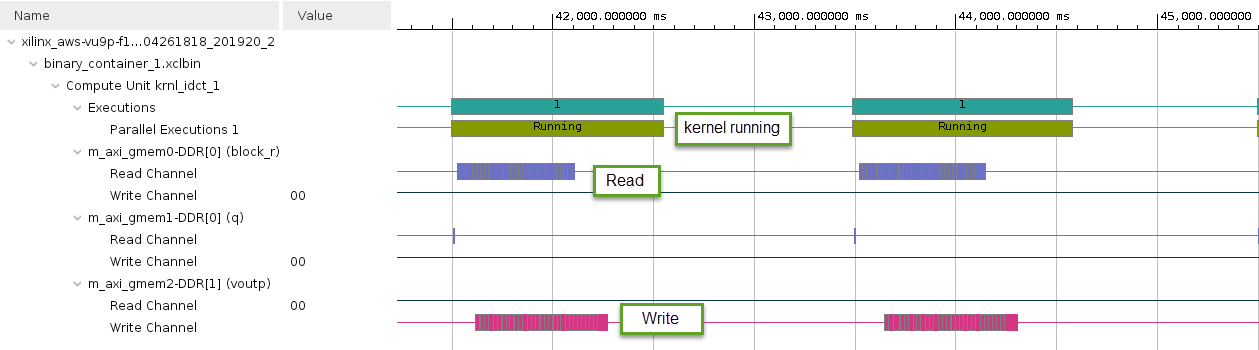 Name Value
42,000.000000 ms 43,000.000000 ms 44,000.000000 ms 45,000.000000
xilinx_aws-vu9p-f1...04261818_201920_2
binary_container_1.xclbin
Compute Unit krnl_idct_1
Executions 1 1
Parallel Executions 1 Running Running
kernel running
m_axi_gmem0-DDR[0] (block_r)
Read Channel
Read
Write Channel 00
m_axi_gmem1-DDR[0] (q)
Read Channel
Write Channel 00
m_axi_gmem2-DDR[1] (voutp)
Read Channel 00
Write
Write Channel